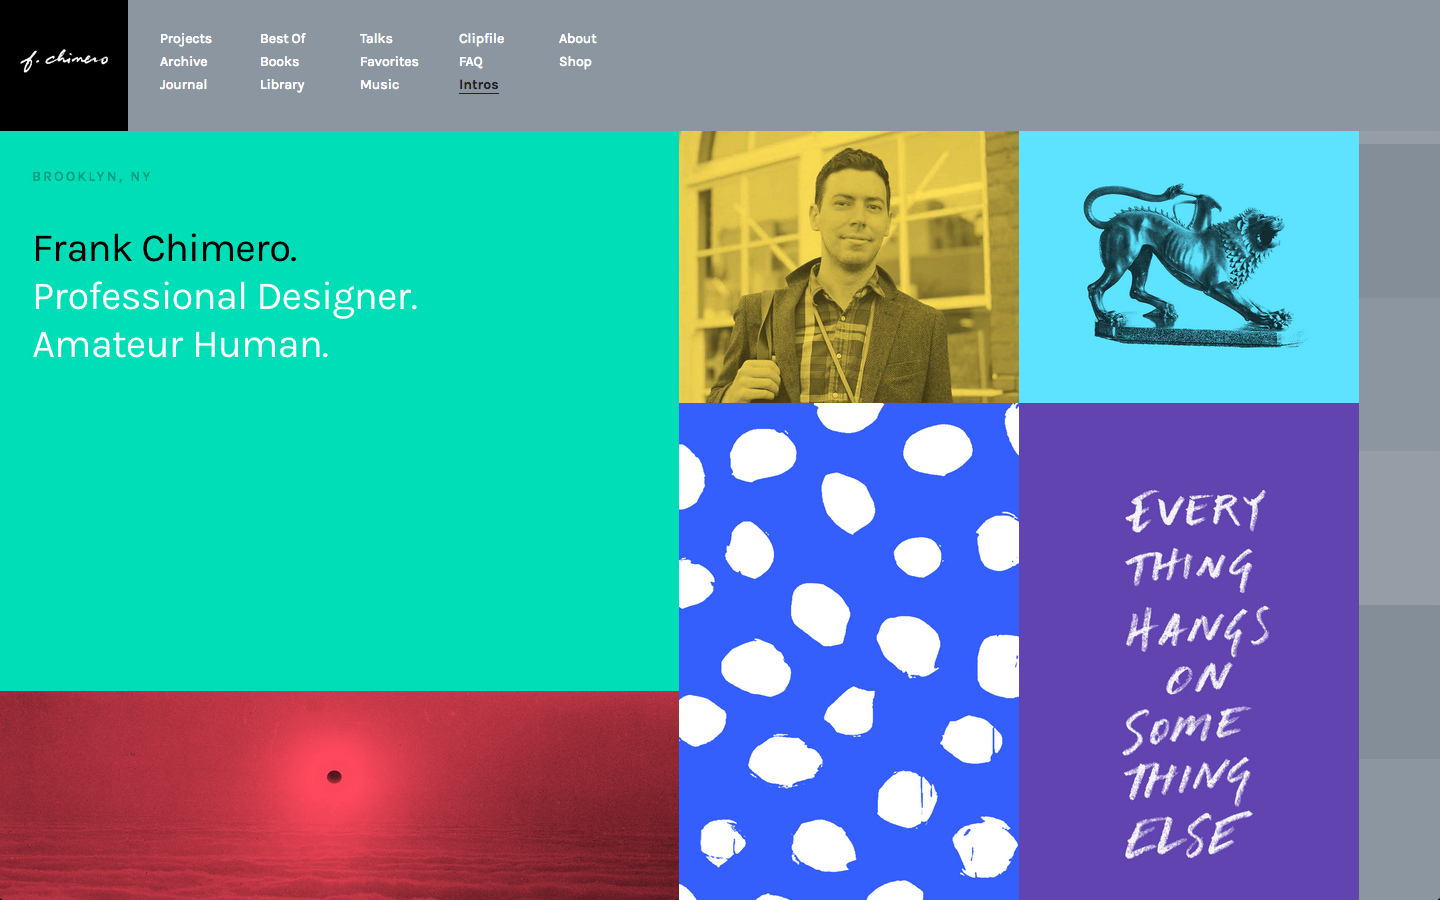 f. chimero
Projects
Archive
Journal
Best Of
Books
Library
Talks
Favorites
Music
Clipfile
FAQ
Intros
About
Shop
BROOKLYN, NY
Frank Chimero.
Professional Designer.
Amateur Human.
EVERY
THING
HANGS
ON
SOME
THING
ELSE